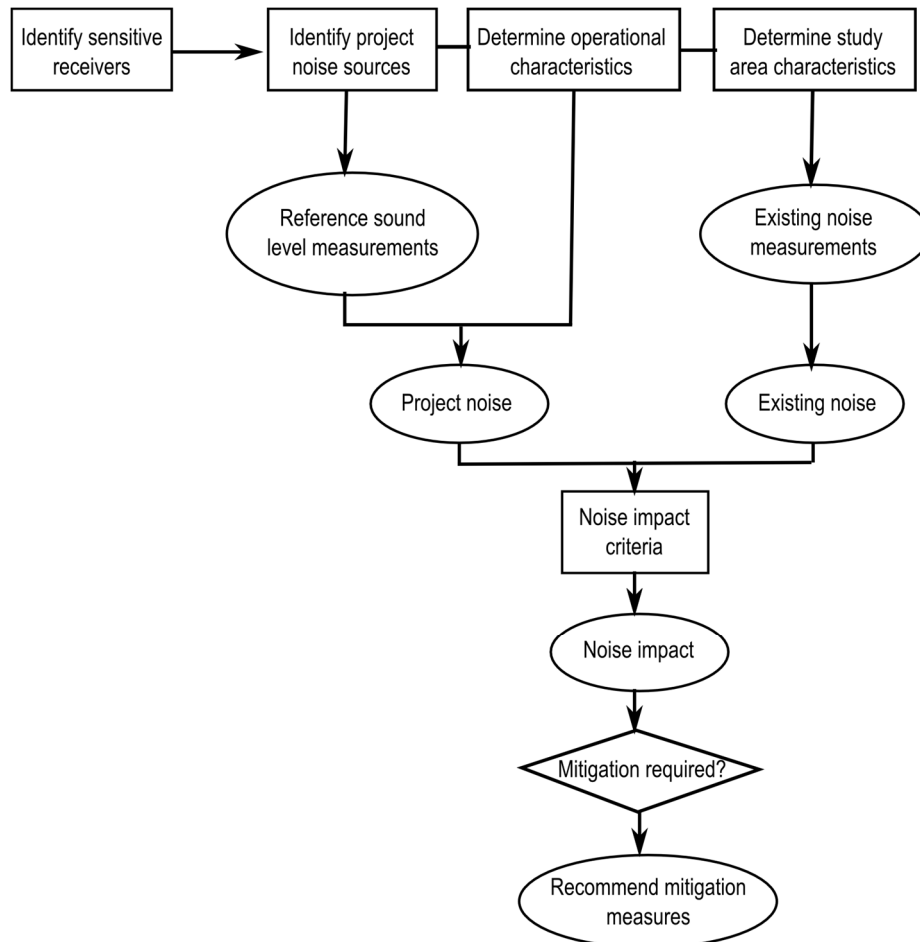 Identify sensitive
receivers
Identify project
noise sources
Determine operational
characteristics
Determine study
area characteristics
Reference sound
level measurements
Existing noise
measurements
Project noise
Existing noise
Noise impact
criteria
Noise impact
Mitigation required?
Recommend mitigation
measures